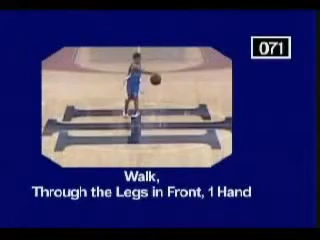 071
Walk,
Through the Legs in Front, 1 Hand